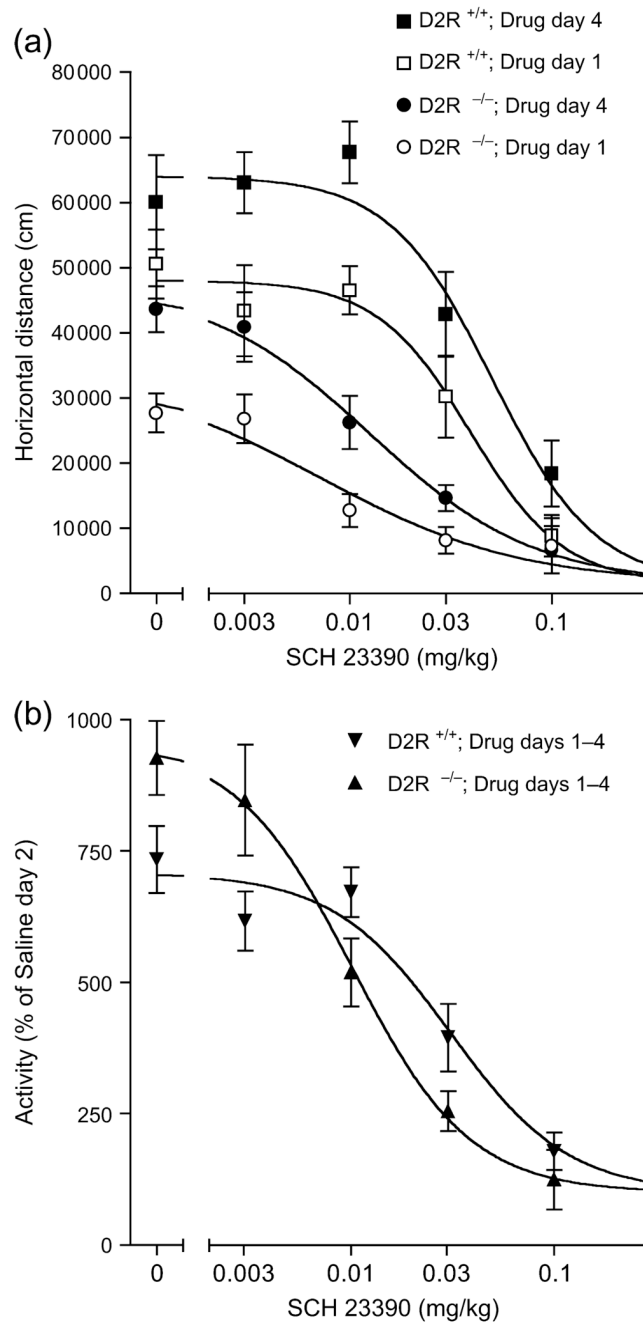 (a)
D2R +/+; Drug day 4
D2R +/+; Drug day 1
D2R –/–; Drug day 4
D2R –/–; Drug day 1
80000
70000
60000
50000
40000
30000
20000
10000
0
Horizontal distance (cm)
0 0.003 0.01 0.03 0.1
SCH 23390 (mg/kg)
(b)
D2R +/+; Drug days 1–4
D2R –/–; Drug days 1–4
1000
750
500
250
0
Activity (% of Saline day 2)
0 0.003 0.01 0.03 0.1
SCH 23390 (mg/kg)